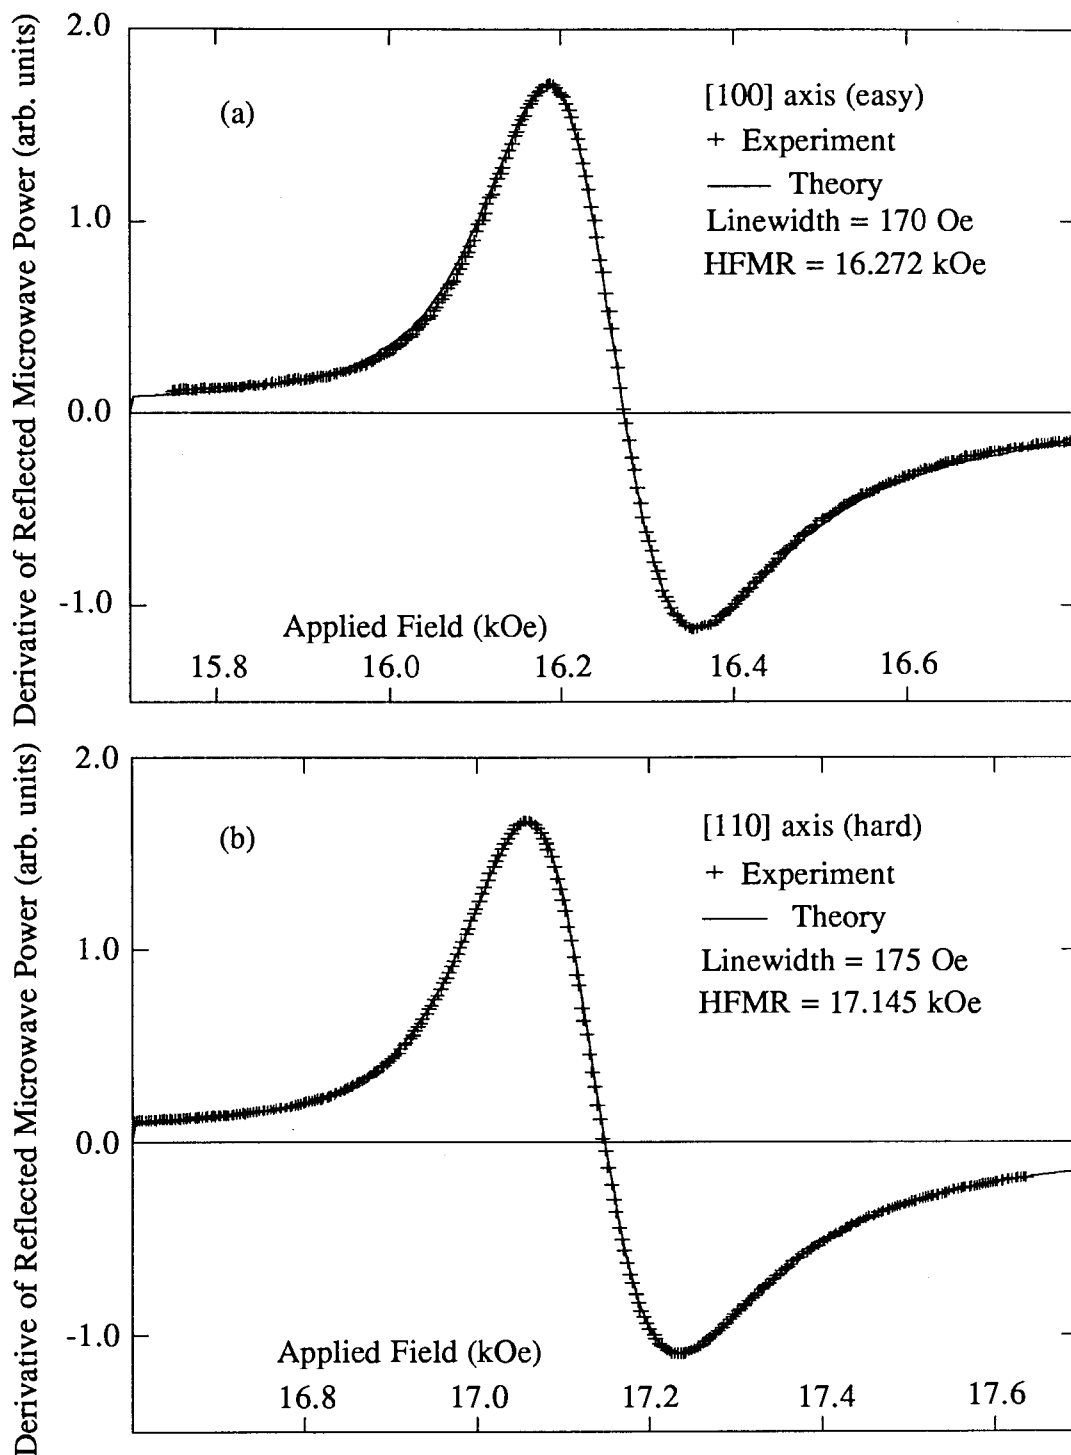 Derivative of Reflected Microwave Power (arb. units)
2.0
1.0
0.0
-1.0
(a)
[100] axis (easy)
+ Experiment
Theory
Linewidth = 170 Oe
HFMR = 16.272 kOe
Applied Field (kOe)
15.8 16.0 16.2 16.4 16.6
Derivative of Reflected Microwave Power (arb. units)
2.0
1.0
0.0
-1.0
(b)
[110] axis (hard)
+ Experiment
Theory
Linewidth = 175 Oe
HFMR = 17.145 kOe
Applied Field (kOe)
16.8 17.0 17.2 17.4 17.6